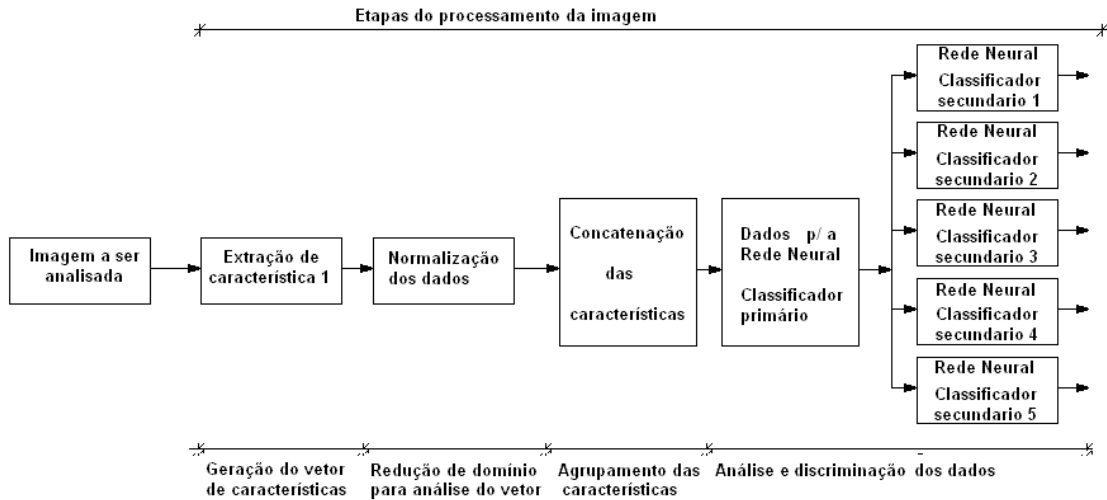 Etapas do processamento da imagem
Imagem a ser
analisada
Extração de
característica 1
Normalização
dos dados
Concatenação
das
características
Dados p/ a
Rede Neural
Classificador
primário
Rede Neural
Classificador
secundario 1
Rede Neural
Classificador
secundario 2
Rede Neural
Classificador
secundario 3
Rede Neural
Classificador
secundario 4
Rede Neural
Classificador
secundario 5
Geração do vetor
de características
Redução de domínio
para análise do vetor
Agrupamento das
características
Análise e discriminação dos dados